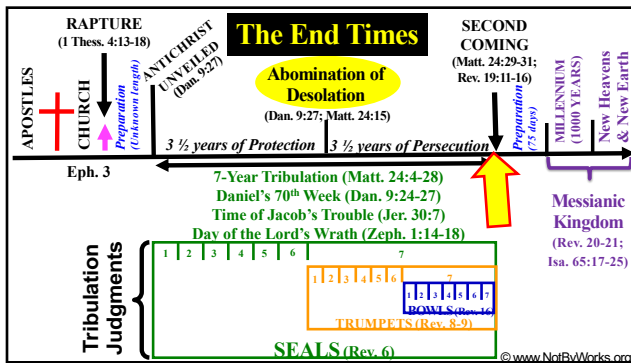 The End Times
RAPTURE
(1 Thess. 4:13-18)
ANTICHRIST
UNVEILED
(Dan. 9:27)
Abomination of
Desolation
(Dan. 9:27; Matt. 24:15)
SECOND
COMING
(Matt. 24:29-31;
Rev. 19:11-16)
APOSTLES
CHURCH
Preparation
(Unknown length)
Preparation
(75 days)
MILLENNIUM
(1000 YEARS)
New Heavens
& New Earth
3 ½ years of Protection
3 ½ years of Persecution
Eph. 3
7-Year Tribulation (Matt. 24:4-28)
Daniel's 70th Week (Dan. 9:24-27)
Time of Jacob's Trouble (Jer. 30:7)
Day of the Lord's Wrath (Zeph. 1:14-18)
Messianic
Kingdom
(Rev. 20-21;
Isa. 65:17-25)
Tribulation
Judgments
1 2 3 4 5 6 7
1 2 3 4 5 6 7
1 2 3 4 5 6 7
BOWLS (Rev. 16)
TRUMPETS (Rev. 8-9)
SEALS (Rev. 6)
© www.NotByWorks.org